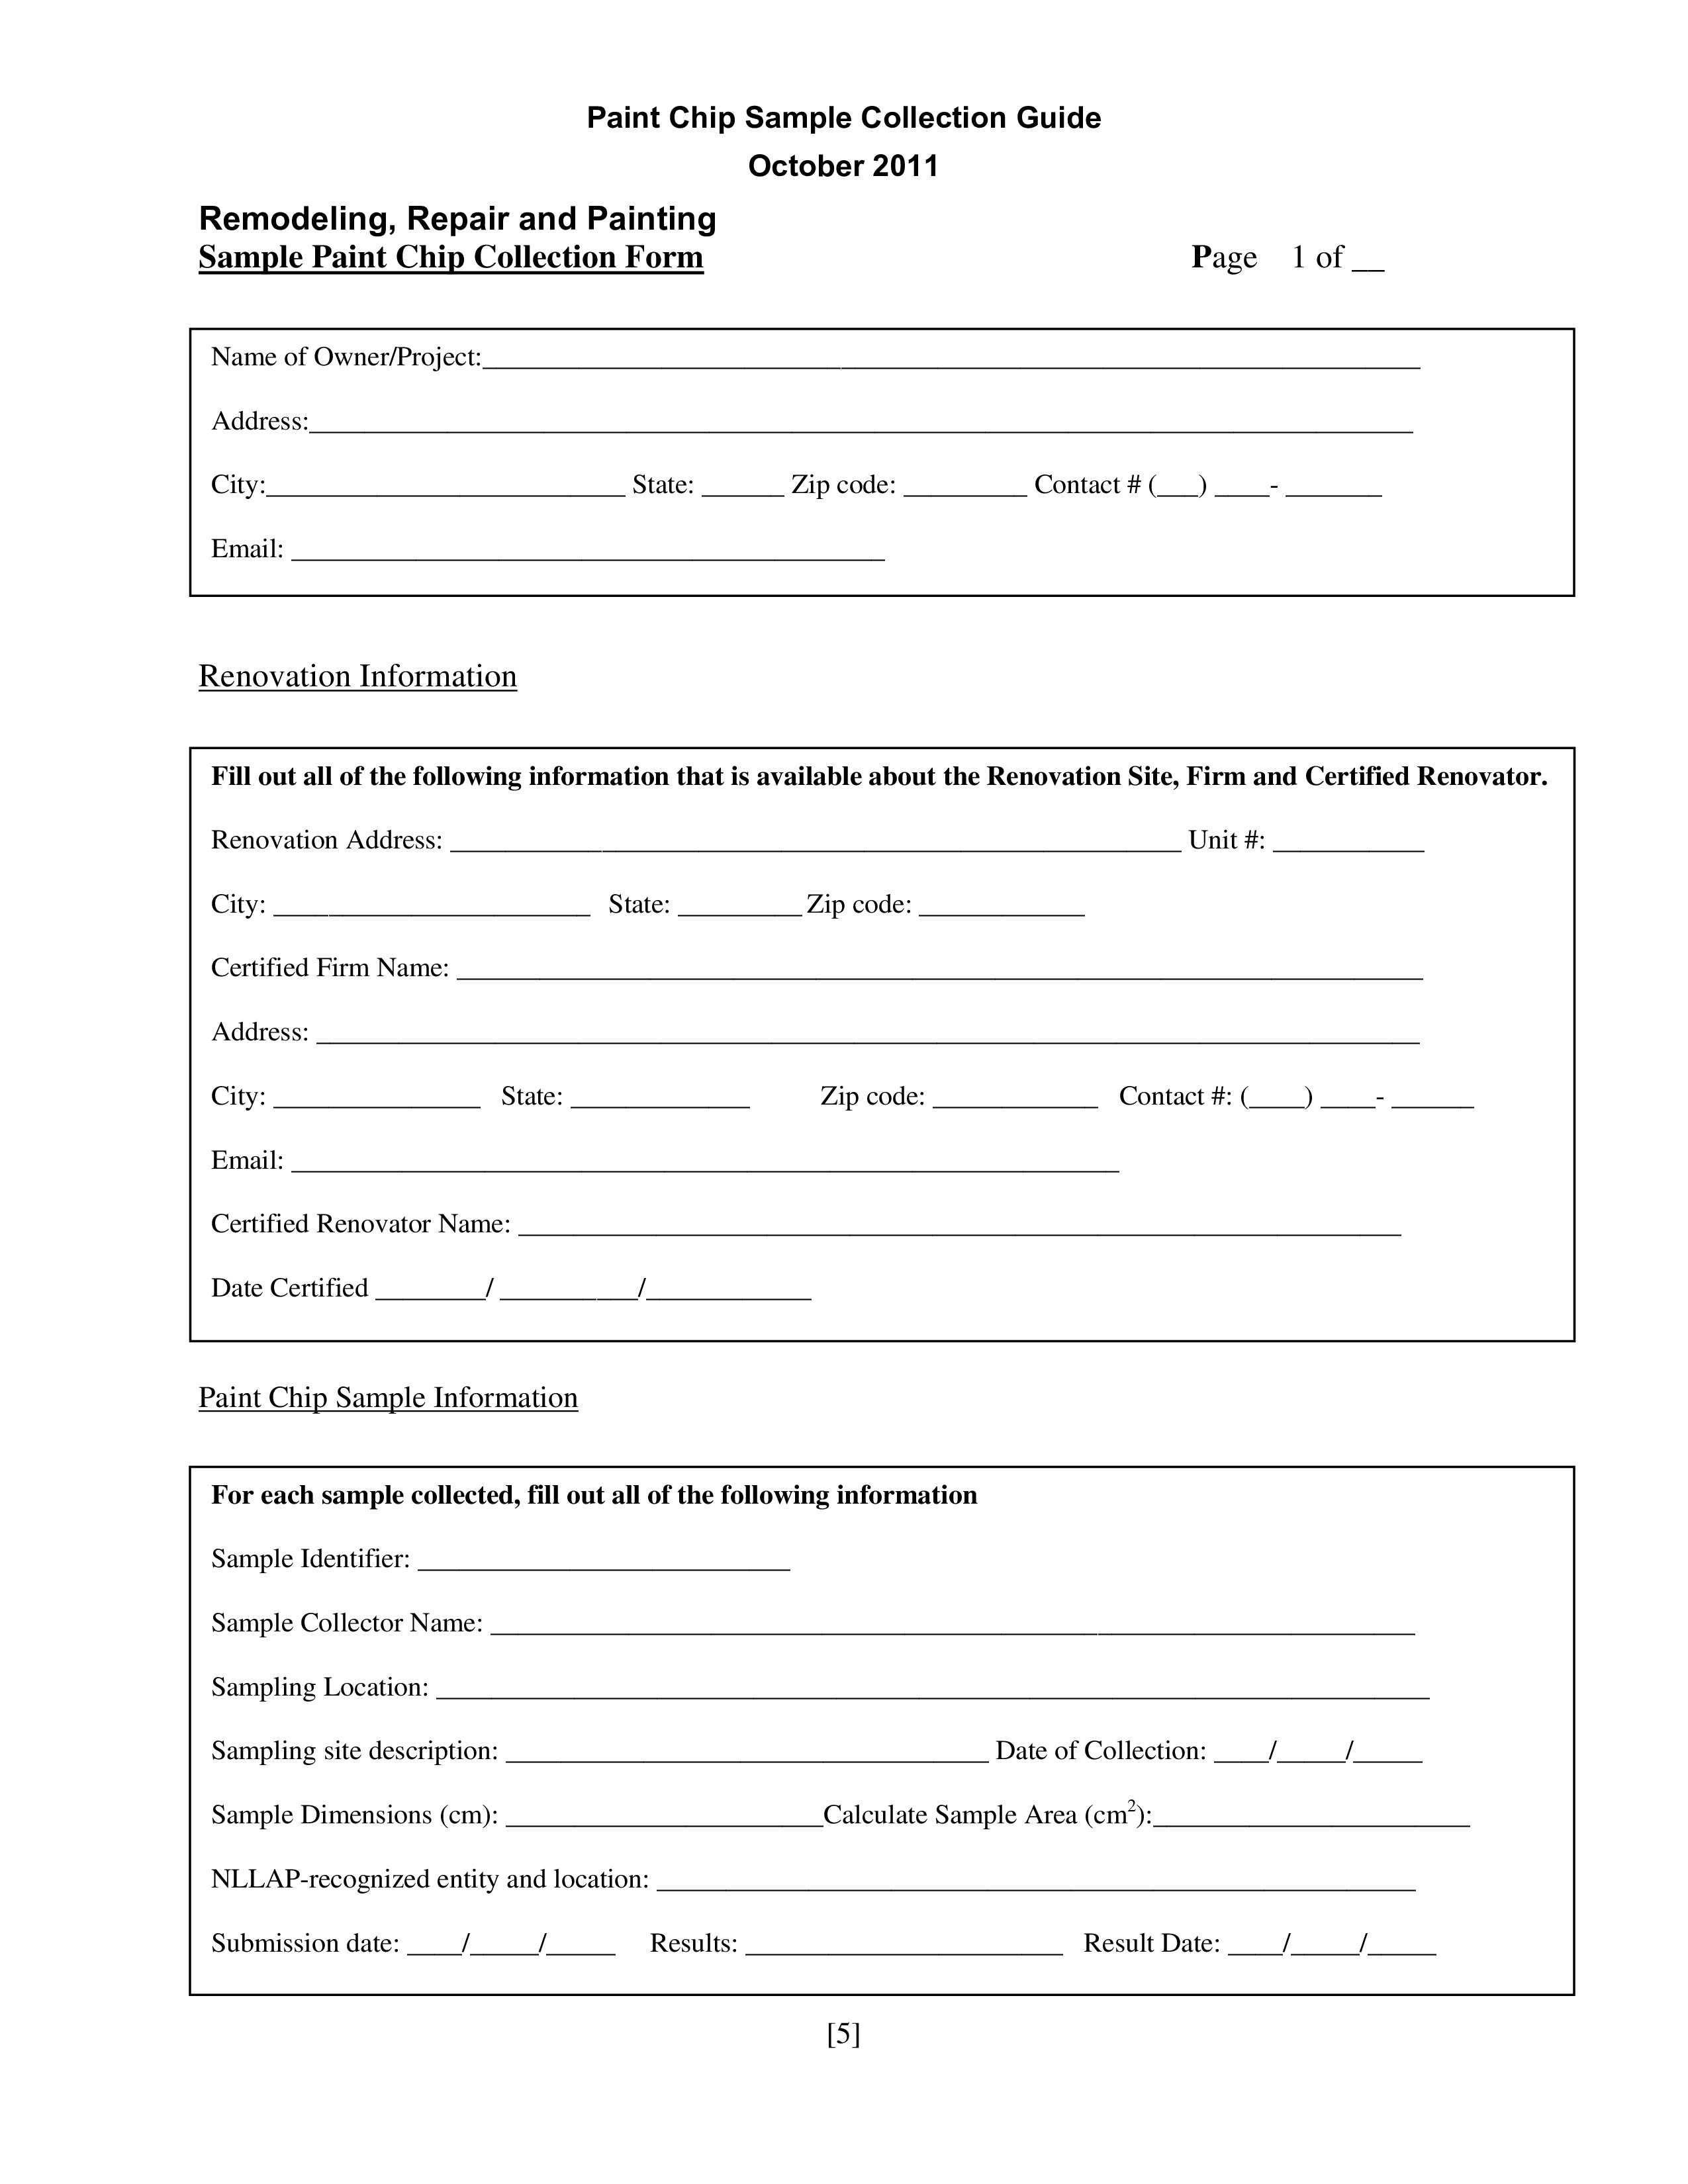 Paint Chip Sample Collection Guide
October 2011
Remodeling, Repair and Painting
Sample Paint Chip Collection Form Page 1 of __
Name of Owner/Project:____________________________________________________________________
Address:________________________________________________________________________________
City:__________________________ State: ______ Zip code: _________ Contact # (___) ____- _______
Email: ___________________________________________
Renovation Information
Fill out all of the following information that is available about the Renovation Site, Firm and Certified Renovator.
Renovation Address: _____________________________________________________ Unit #: ___________
City: _______________________ State: _________ Zip code: ____________
Certified Firm Name: ______________________________________________________________________
Address: ________________________________________________________________________________
City: _______________ State: _____________ Zip code: ____________ Contact #: (____) ____- ______
Email: ____________________________________________________________
Certified Renovator Name: ________________________________________________________________
Date Certified ________/ __________/____________
Paint Chip Sample Information
For each sample collected, fill out all of the following information
Sample Identifier: ___________________________
Sample Collector Name: ___________________________________________________________________
Sampling Location: ________________________________________________________________________
Sampling site description: ___________________________________ Date of Collection: ____/_____/_____
Sample Dimensions (cm): _______________________Calculate Sample Area (cm²):_______________________
NLLAP-recognized entity and location: _______________________________________________________
Submission date: ____/_____/_____ Results: _______________________ Result Date: ____/_____/_____
[5]